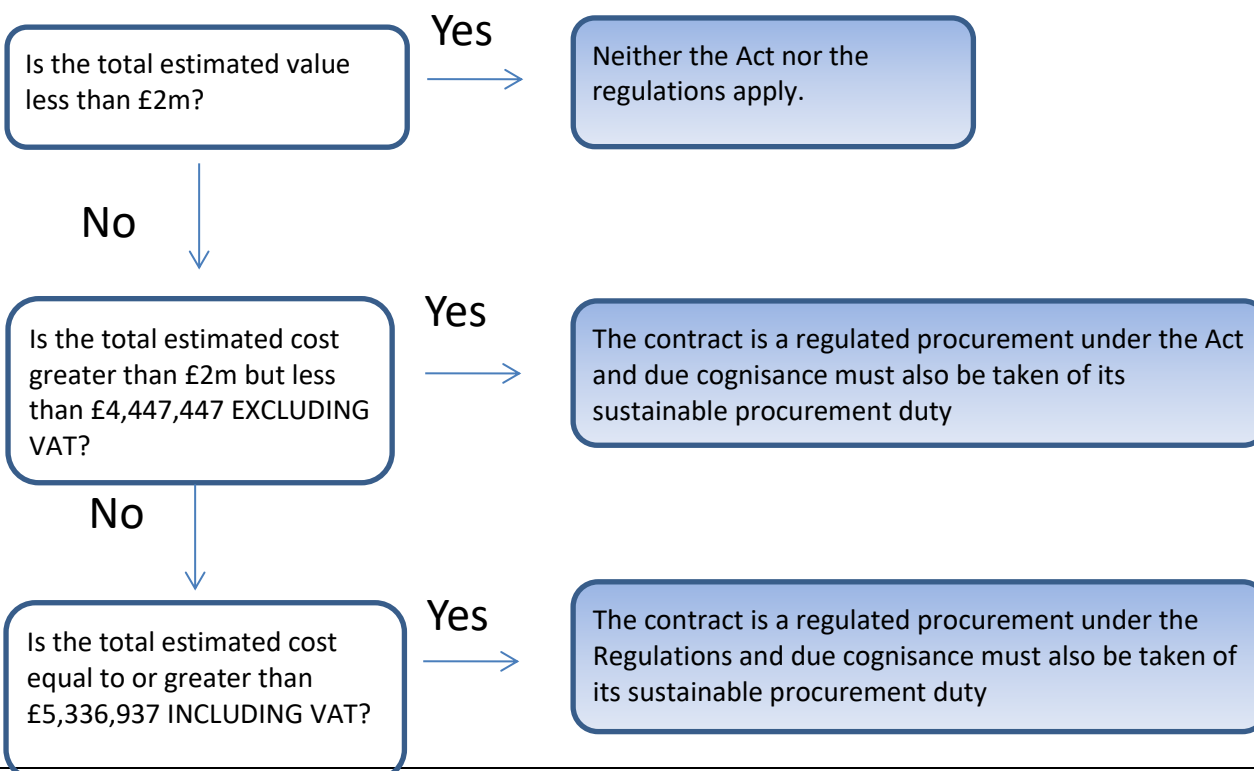 Is the total estimated value
less than £2m?
Yes
Neither the Act nor the
regulations apply.
No
Is the total estimated cost
greater than £2m but less
than £4,447,447 EXCLUDING
VAT?
Yes
The contract is a regulated procurement under the Act
and due cognisance must also be taken of its
sustainable procurement duty
No
Is the total estimated cost
equal to or greater than
£5,336,937 INCLUDING VAT?
Yes
The contract is a regulated procurement under the
Regulations and due cognisance must also be taken of
its sustainable procurement duty